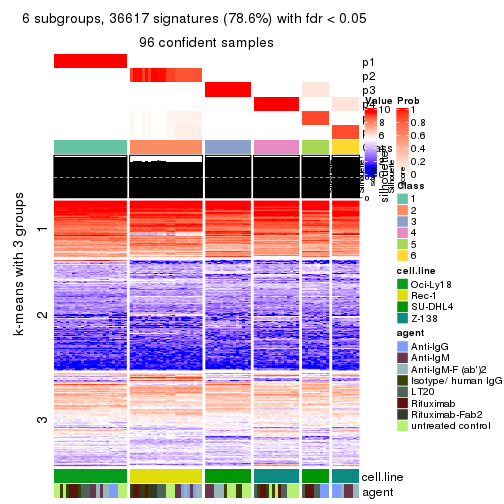 6 subgroups, 36617 signatures (78.6%) with fdr < 0.05
96 confident samples
p1
p2
p3
p4
Value
10
8
6
2
0
Prob
1
0.8
0.6
0.4
0.2
0
Class
1
2
3
4
5
6
silhouette
0
k-means with 3 groups
1
2
3
cell.line
Oci-Ly18
Rec-1
SU-DHL4
Z-138
agent
Anti-IgG
Anti-IgM
Anti-IgM-F (ab')2
Isotype/ human IgG
LT20
Rituximab
Rituximab-Fab2
untreated control
cell.line
agent